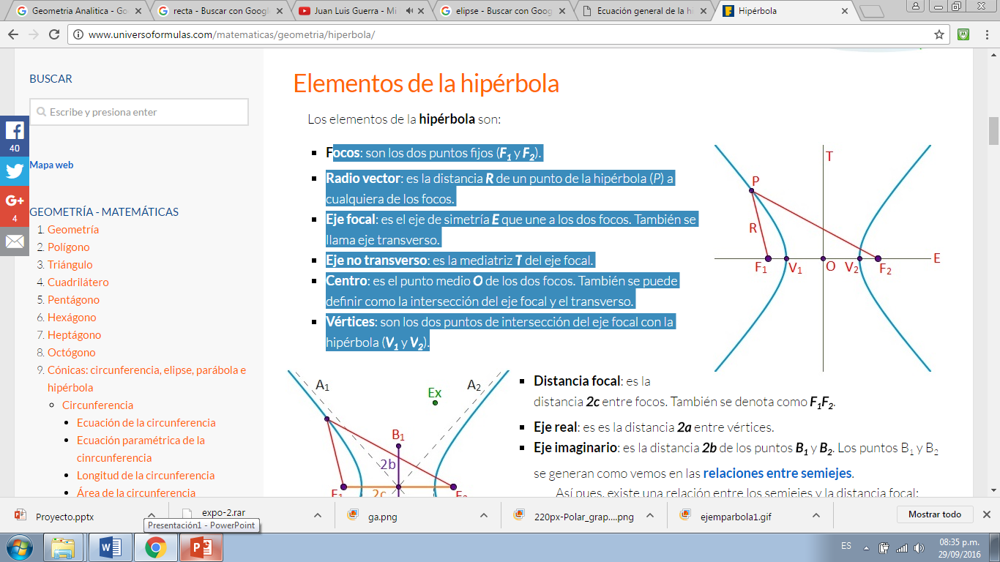 Geometria Analitica - Go
recta - Buscar con Googl
Juan Luis Guerra - Mi
elipse - Buscar con Goog
Ecuación general de la hi
Hipérbola
www.universoformulas.com/matematicas/geometria/hiperbola/
BUSCAR
Escribe y presiona enter
40
Mapa web
G+
4
GEOMETRÍA - MATEMÁTICAS
1. Geometría
2. Polígono
3. Triángulo
4. Cuadrilátero
5. Pentágono
6. Hexágono
7. Heptágono
8. Octógono
9. Cónicas: circunferencia, elipse, parábola e
hipérbola
Circunferencia
Ecuación de la circunferencia
Ecuación paramétrica de la
cinrcunferencia
Longitud de la circunferencia
Área de la circunferencia
Elementos de la hipérbola
Los elementos de la hipérbola son:
Focos: son los dos puntos fijos (F1 y F2).
Radio vector: es la distancia R de un punto de la hipérbola (P) a
cualquiera de los focos.
Eje focal: es el eje de simetría E que une a los dos focos. También se
llama eje transverso.
Eje no transverso: es la mediatriz T del eje focal.
Centro: es el punto medio O de los dos focos. También se puede
definir como la intersección del eje focal y el transverso.
Vértices: son los dos puntos de intersección del eje focal con la
hipérbola (V1 y V2).
T
P
R
E
F1 V1 O V2 F2
A1 A2
Ex
B1
2b
2c
F1 F2
Distancia focal: es la
distancia 2c entre focos. También se denota como F1F2.
Eje real: es es la distancia 2a entre vértices.
Eje imaginario: es la distancia 2b de los puntos B1 y B2. Los puntos B1 y B2
se generan como vemos en las relaciones entre semiejes.
Así pues, existe una relación entre los semiejes y la distancia focal:
Proyecto.pptx
expo-2.rar
ga.png
220px-Polar_grap....png
ejemparbola1.gif
Mostrar todo
Presentación1 - PowerPoint
ES
08:35 p.m.
29/09/2016